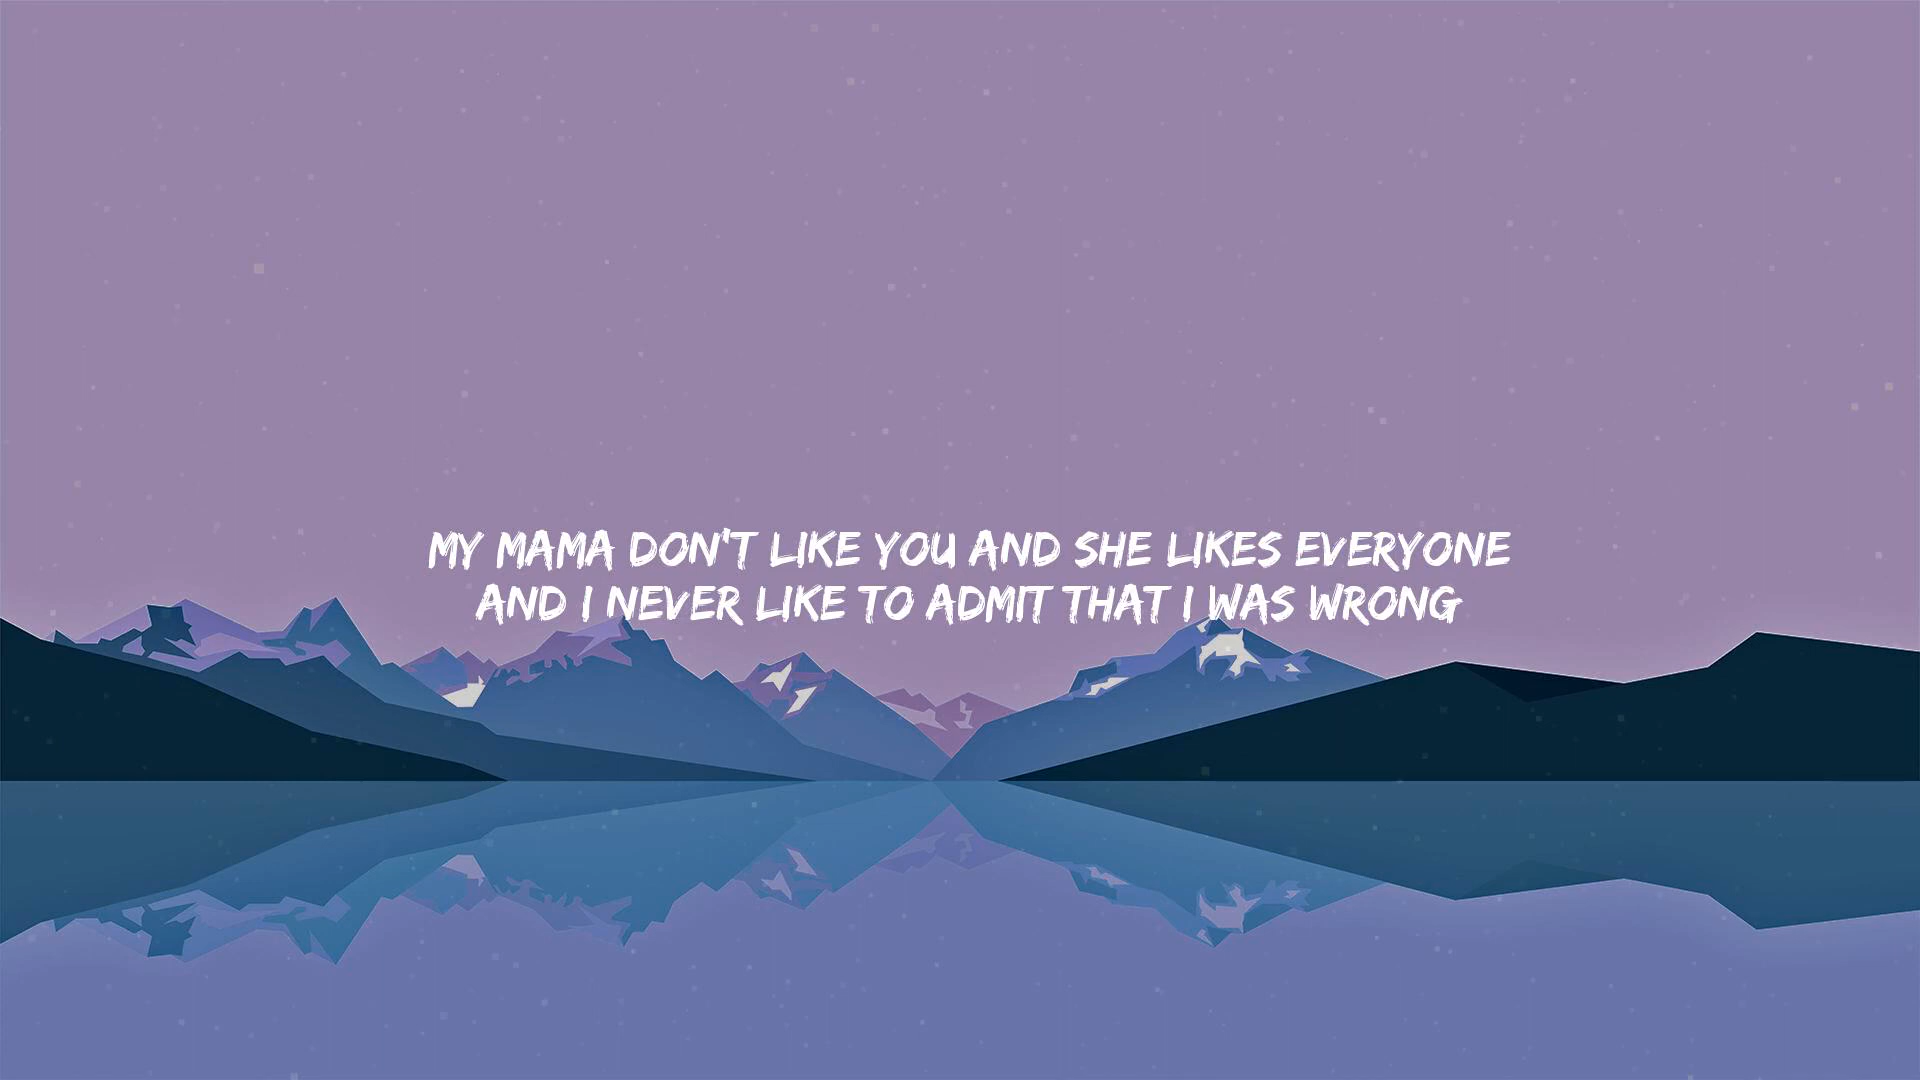 MY MAMA DON'T LIKE YOU AND SHE LIKES EVERYONE
AND I NEVER LIKE TO ADMIT THAT I WAS WRONG